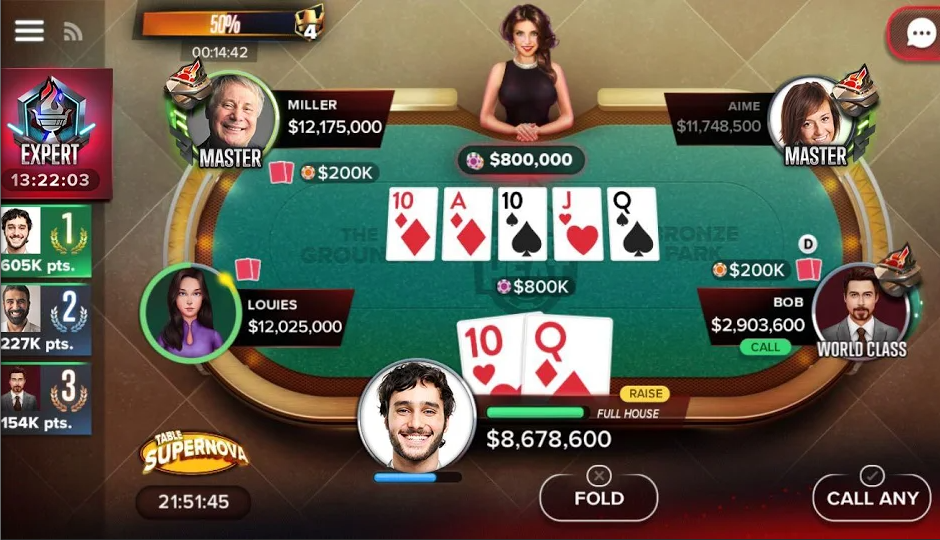 50%
4
00:14:42
EXPERT
13:22:03
1
605K pts.
2
227K pts.
3
154K pts.
MILLER
$12,175,000
MASTER
$200K
AIME
$11,748,500
MASTER
$800,000
10 A 10 J Q
THE
BRONZE
PARK
$800K
LOUIES
$12,025,000
D
$200K
BOB
$2,903,600
CALL
WORLD CLASS
10 Q
RAISE
FULL HOUSE
$8,678,600
TABLE
SUPERNOVA
21:51:45
FOLD
CALL ANY